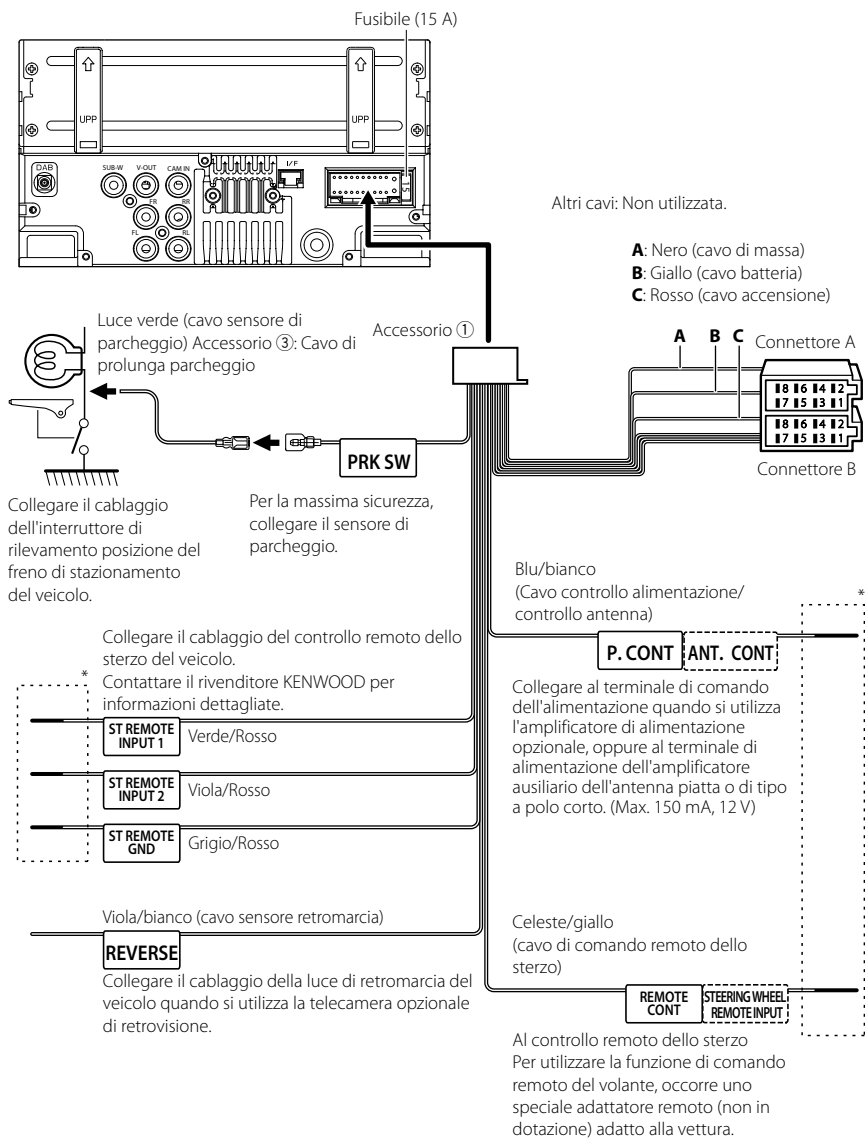 Fusibile (15 A)
UPP
UPP
DAB
SUB-W
V-OUT
CAM IN
I/F
FR
RR
FL
RL
15
Altri cavi: Non utilizzata.
A: Nero (cavo di massa)
B: Giallo (cavo batteria)
C: Rosso (cavo accensione)
Luce verde (cavo sensore di
parcheggio) Accessorio ③: Cavo di
prolunga parcheggio
Accessorio ①
A B C
Connettore A
8 6 4 2
7 5 3 1
8 6 4 2
7 5 3 1
Connettore B
PRK SW
Collegare il cablaggio
dell'interruttore di
rilevamento posizione del
freno di stazionamento
del veicolo.
Per la massima sicurezza,
collegare il sensore di
parcheggio.
Blu/bianco
(Cavo controllo alimentazione/
controllo antenna)
*
P. CONT
ANT. CONT
Collegare al terminale di comando
dell'alimentazione quando si utilizza
l'amplificatore di alimentazione
opzionale, oppure al terminale di
alimentazione dell'amplificatore
ausiliario dell'antenna piatta o di tipo
a polo corto. (Max. 150 mA, 12 V)
Collegare il cablaggio del controllo remoto dello
sterzo del veicolo.
Contattare il rivenditore KENWOOD per
informazioni dettagliate.
*
ST REMOTE
INPUT 1
Verde/Rosso
ST REMOTE
INPUT 2
Viola/Rosso
ST REMOTE
GND
Grigio/Rosso
Viola/bianco (cavo sensore retromarcia)
REVERSE
Collegare il cablaggio della luce di retromarcia del
veicolo quando si utilizza la telecamera opzionale
di retrovisione.
Celeste/giallo
(cavo di comando remoto dello
sterzo)
REMOTE
CONT
STEERING WHEEL
REMOTE INPUT
Al controllo remoto dello sterzo
Per utilizzare la funzione di comando
remoto del volante, occorre uno
speciale adattatore remoto (non in
dotazione) adatto alla vettura.